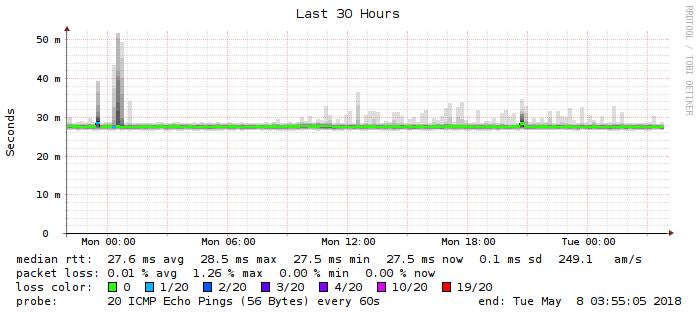 Last 30 Hours
RRDTOOL / TOBI OETIKER
Seconds
50 m
40 m
30 m
20 m
10 m
0
Mon 00:00 Mon 06:00 Mon 12:00 Mon 18:00 Tue 00:00
median rtt: 27.6 ms avg 28.5 ms max 27.5 ms min 27.5 ms now 0.1 ms sd 249.1 am/s
packet loss: 0.01 % avg 1.26 % max 0.00 % min 0.00 % now
loss color: 0 1/20 2/20 3/20 4/20 10/20 19/20
probe: 20 ICMP Echo Pings (56 Bytes) every 60s end: Tue May 8 03:55:05 2018